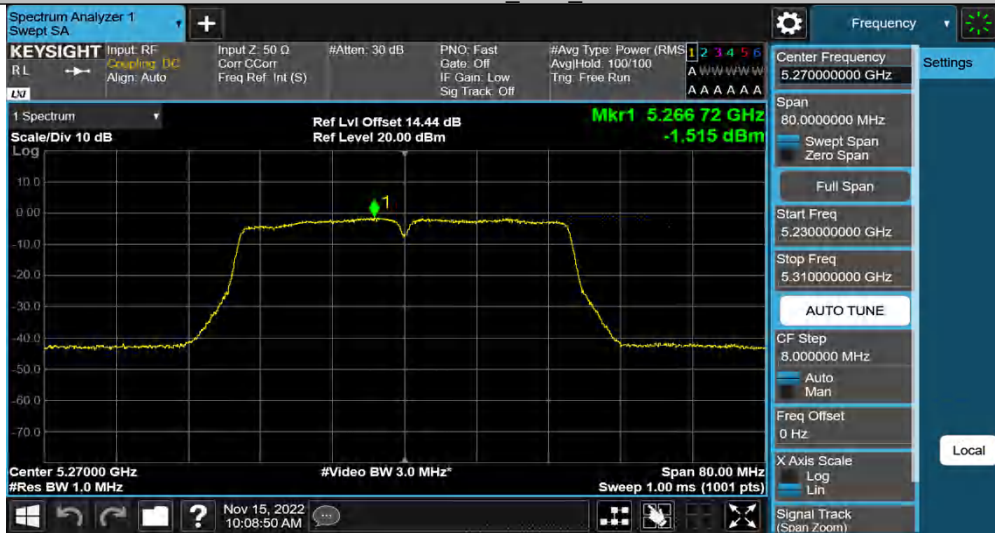 Spectrum Analyzer 1
Swept SA
+
Frequency
KEYSIGHT
RL
LXI
Input: RF
Coupling: DC
Align: Auto
Input Z: 50 Ω
Corr CCorr
Freq Ref: Int (S)
#Atten: 30 dB
PNO: Fast
Gate: Off
IF Gain: Low
Sig Track: Off
#Avg Type: Power (RMS
Avg|Hold: 100/100
Trig: Free Run
1 2 3 4 5 6
A W W W W W
A A A A A A
1 Spectrum
Scale/Div 10 dB
Log
Ref Lvl Offset 14.44 dB
Ref Level 20.00 dBm
Mkr1 5.266 72 GHz
-1.515 dBm
10.0
0.00
-10.0
-20.0
-30.0
-40.0
-50.0
-60.0
-70.0
1
Center 5.27000 GHz
#Res BW 1.0 MHz
#Video BW 3.0 MHz*
Span 80.00 MHz
Sweep 1.00 ms (1001 pts)
Center Frequency
5.270000000 GHz
Span
80.0000000 MHz
Swept Span
Zero Span
Full Span
Start Freq
5.230000000 GHz
Stop Freq
5.310000000 GHz
AUTO TUNE
CF Step
8.000000 MHz
Auto
Man
Freq Offset
0 Hz
X Axis Scale
Log
Lin
Signal Track
(Span Zoom)
Settings
Local
?
Nov 15, 2022
10:08:50 AM